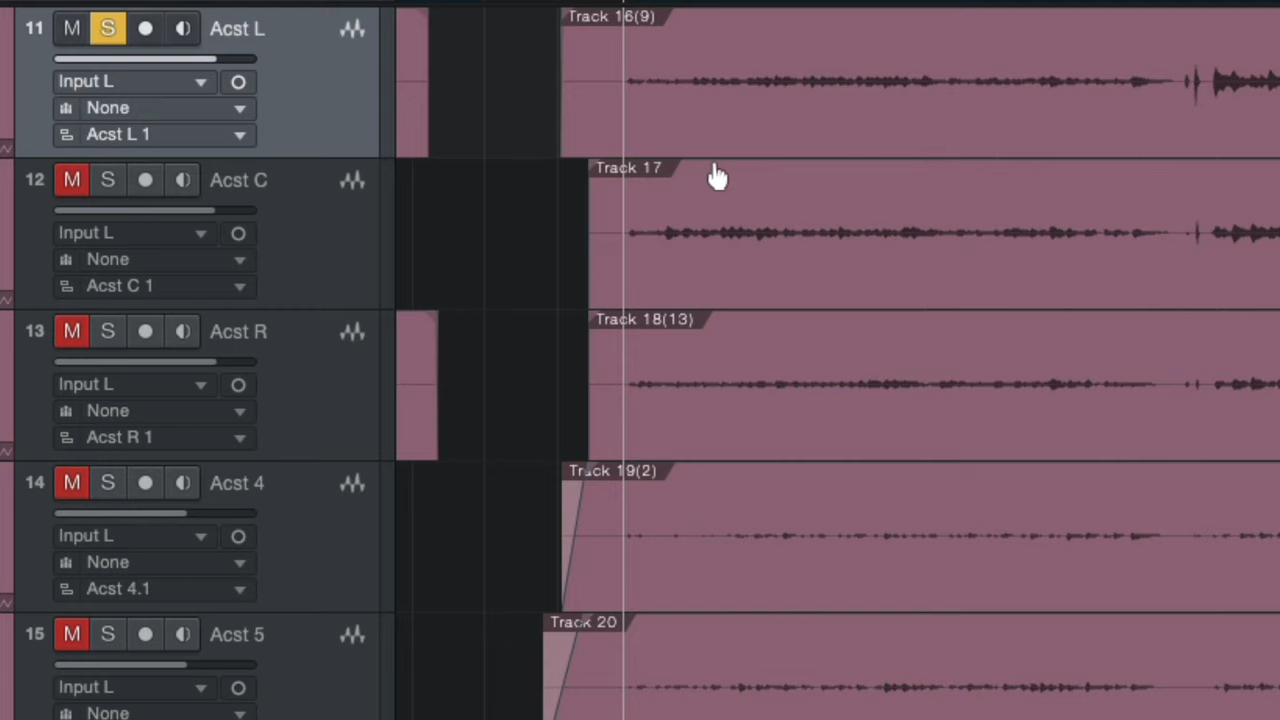 11 M S Acst L
Track 16(9)
Input L
None
Acst L 1
12 M S Acst C
Track 17
Input L
None
Acst C 1
13 M S Acst R
Track 18(13)
Input L
None
Acst R 1
14 M S Acst 4
Track 19(2)
Input L
None
Acst 4.1
15 M S Acst 5
Track 20
Input L
None